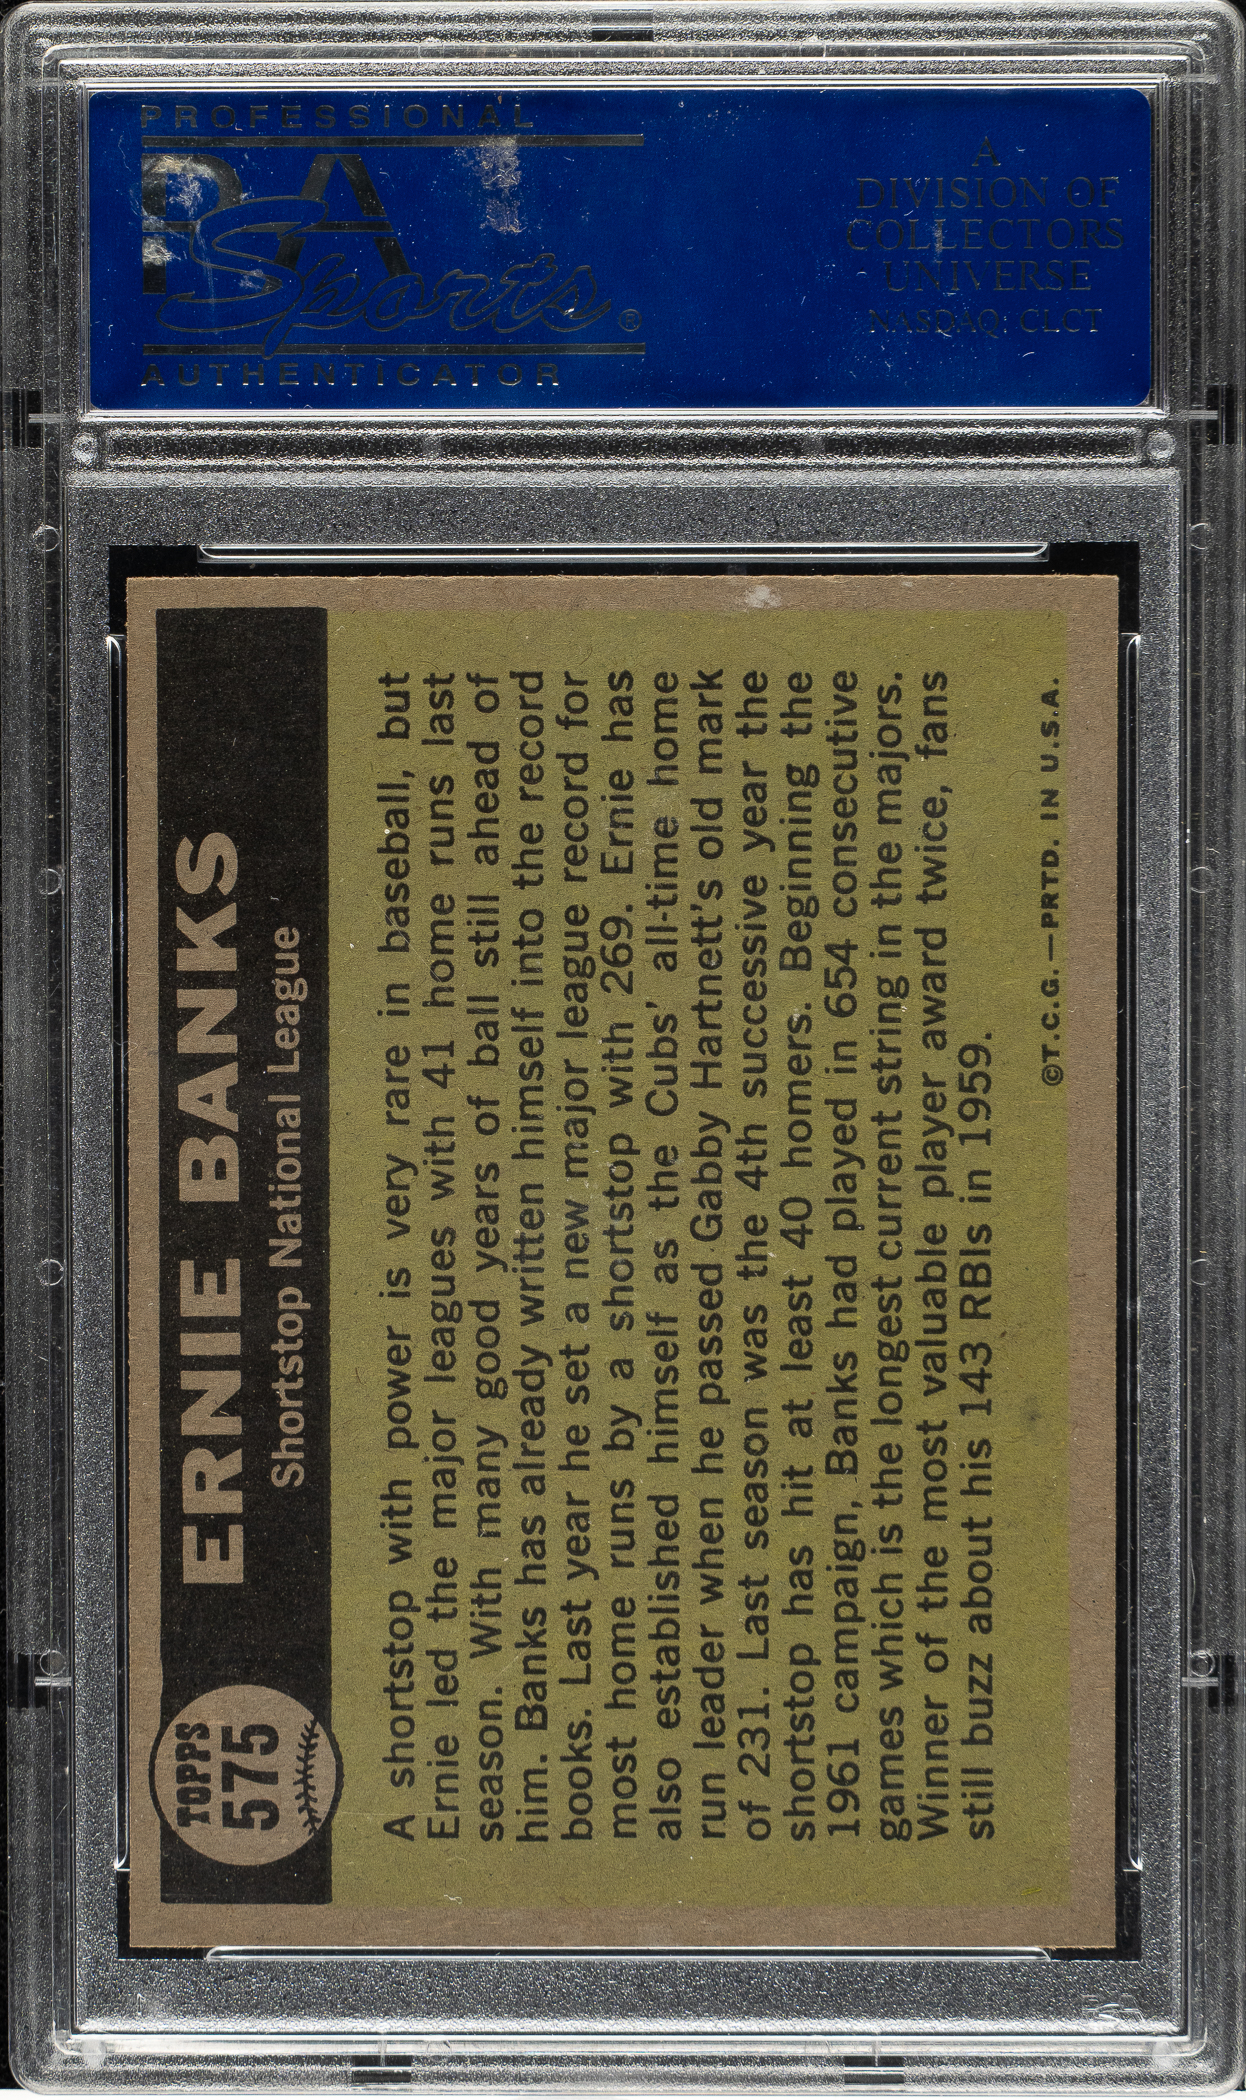 PROFESSIONAL
PSA
Sports®
AUTHENTICATOR
A
DIVISION OF
COLLECTORS
UNIVERSE
NASDAQ: CLCT
TOPPS
575
ERNIE BANKS
Shortstop National League
A shortstop with power is very rare in baseball, but
Ernie led the major leagues with 41 home runs last
season. With many good years of ball still ahead of
him. Banks has already written himself into the record
books. Last year he set a new major league record for
most home runs by a shortstop with 269. Ernie has
also established himself as the Cubs' all-time home
run leader when he passed Gabby Hartnett's old mark
of 231. Last season was the 4th successive year the
shortstop has hit at least 40 homers. Beginning the
1961 campaign, Banks had played in 654 consecutive
games which is the longest current string in the majors.
Winner of the most valuable player award twice, fans
still buzz about his 143 RBIs in 1959.
©T.C.G.—PRTD. IN U.S.A.